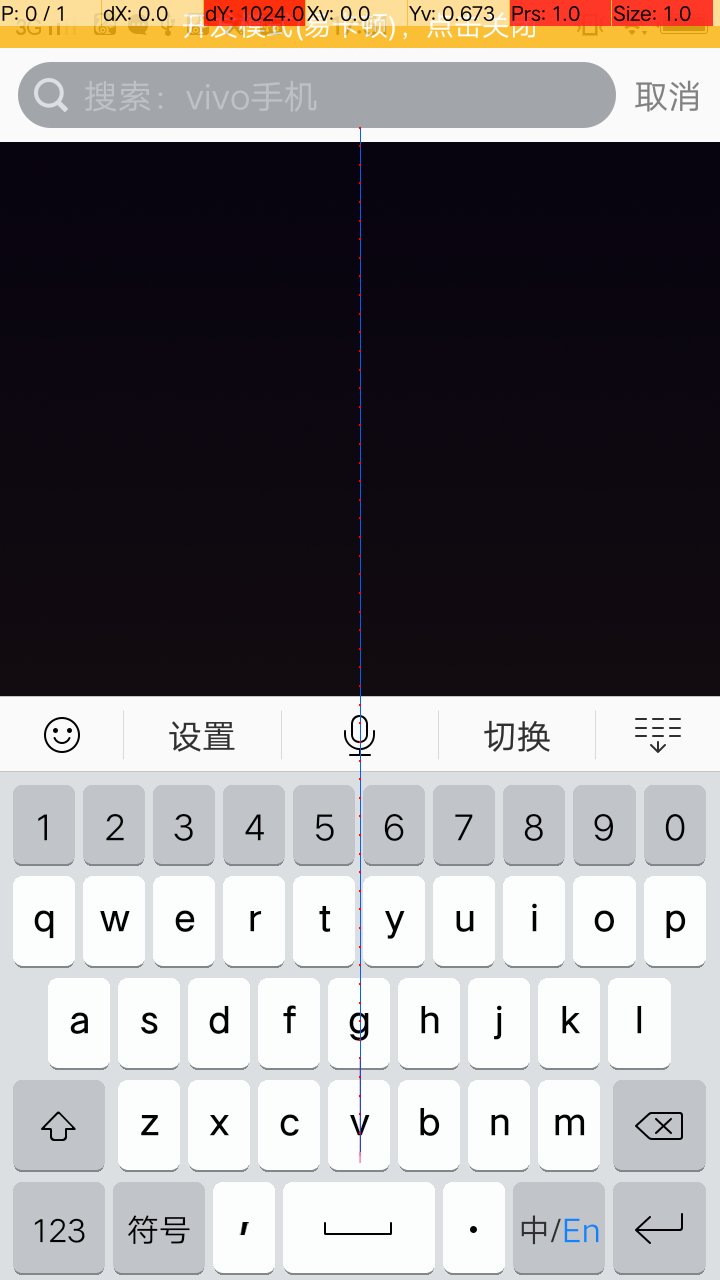 P: 0 / 1 dX: 0.0 dY: 1024.0 Xv: 0.0 Yv: 0.673 Prs: 1.0 Size: 1.0
3G 开发模式(易卡顿)，点击关闭
搜索：vivo手机 取消
设置 切换
1 2 3 4 5 6 7 8 9 0
q w e r t y u i o p
a s d f g h j k l
z x c v b n m
123 符号 , . 中/En